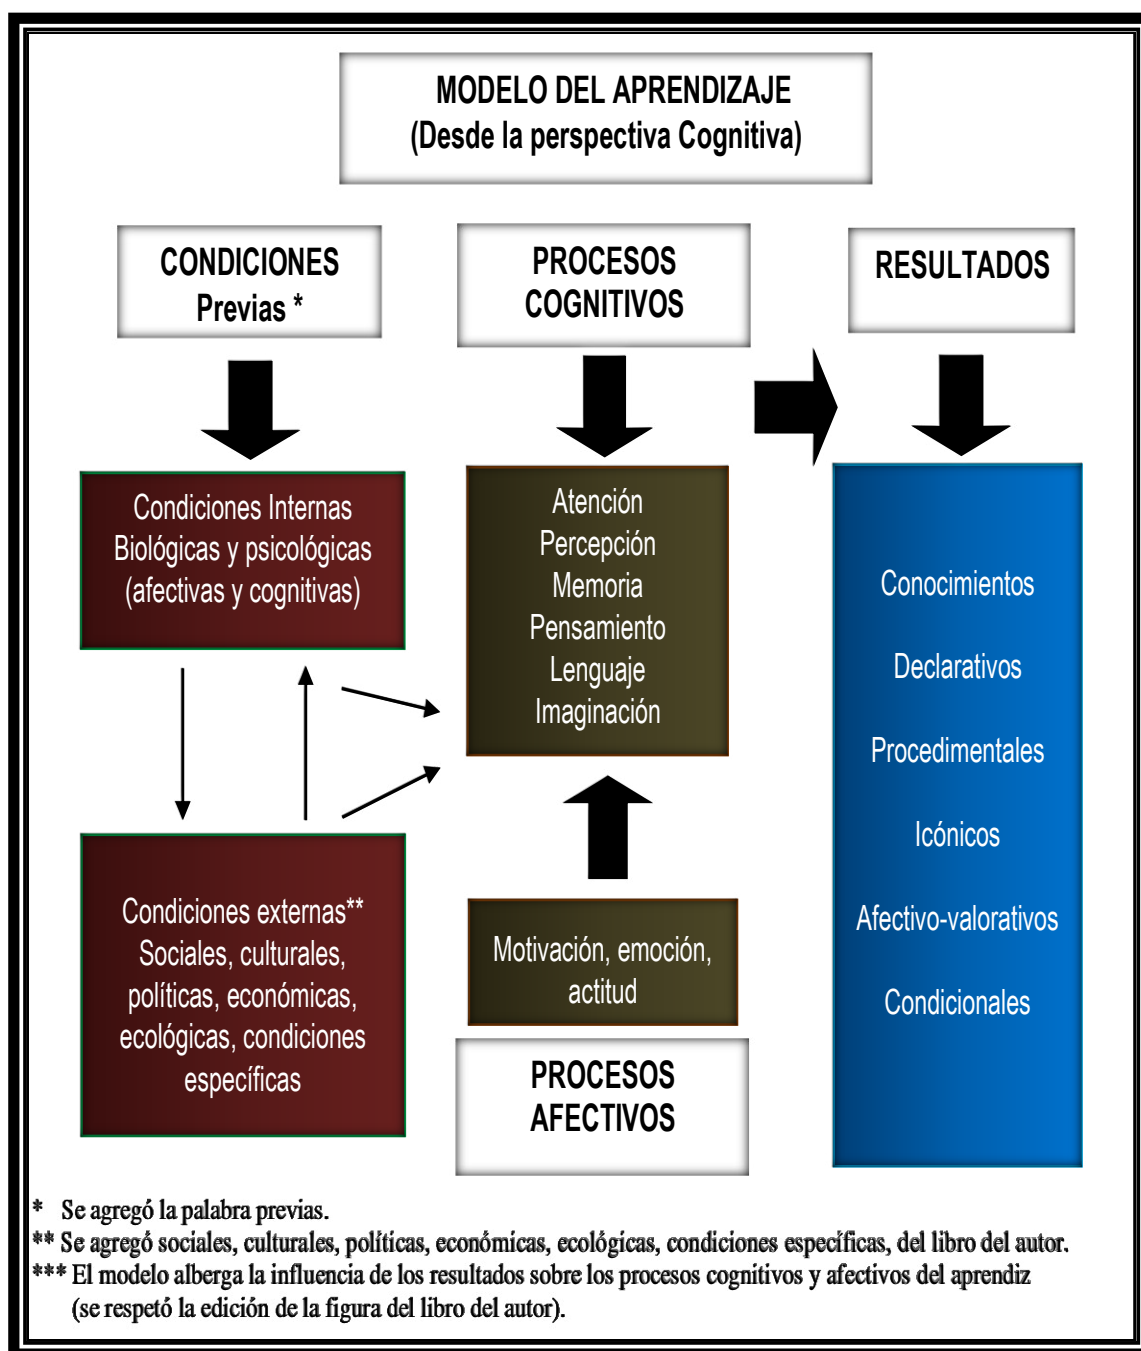 MODELO DEL APRENDIZAJE
(Desde la perspectiva Cognitiva)
CONDICIONES
Previas *
PROCESOS
COGNITIVOS
RESULTADOS
Condiciones Internas
Biológicas y psicológicas
(afectivas y cognitivas)
Atención
Percepción
Memoria
Pensamiento
Lenguaje
Imaginación
Conocimientos
Declarativos
Procedimentales
Icónicos
Afectivo-valorativos
Condicionales
Condiciones externas**
Sociales, culturales,
políticas, económicas,
ecológicas, condiciones
específicas
Motivación, emoción,
actitud
PROCESOS
AFECTIVOS
* Se agregó la palabra previas.
** Se agregó sociales, culturales, políticas, económicas, ecológicas, condiciones específicas, del libro del autor.
*** El modelo alberga la influencia de los resultados sobre los procesos cognitivos y afectivos del aprendiz
(se respetó la edición de la figura del libro del autor).